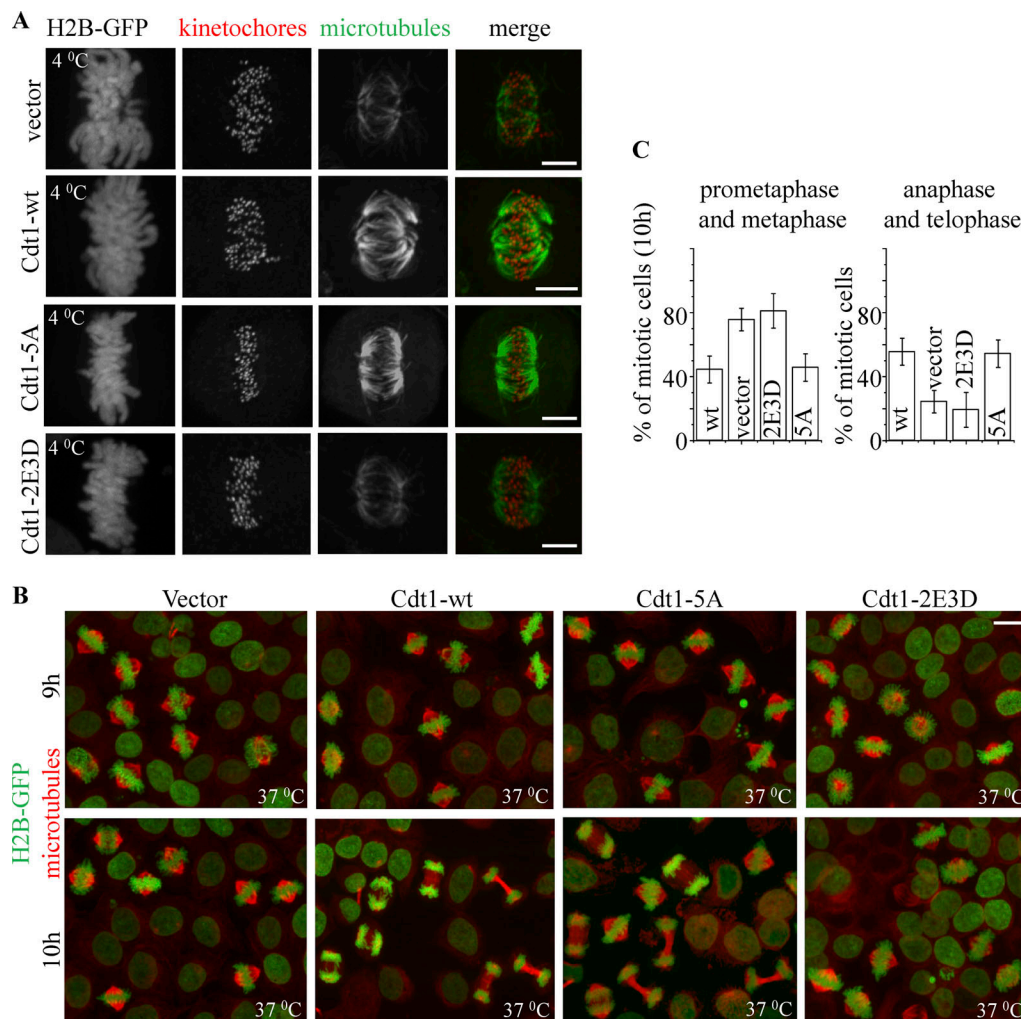 A
H2B-GFP kinetochores microtubules merge
vector
4 ⁰C
Cdt1-wt
4 ⁰C
Cdt1-5A
4 ⁰C
Cdt1-2E3D
4 ⁰C
C
prometaphase
and metaphase
anaphase
and telophase
% of mitotic cells (10h)
80
40
0
wt
vector
2E3D
5A
% of mitotic cells
80
40
0
wt
vector
2E3D
5A
B
Vector Cdt1-wt Cdt1-5A Cdt1-2E3D
H2B-GFP
microtubules
9h
37 ⁰C 37 ⁰C 37 ⁰C 37 ⁰C
10h
37 ⁰C 37 ⁰C 37 ⁰C 37 ⁰C